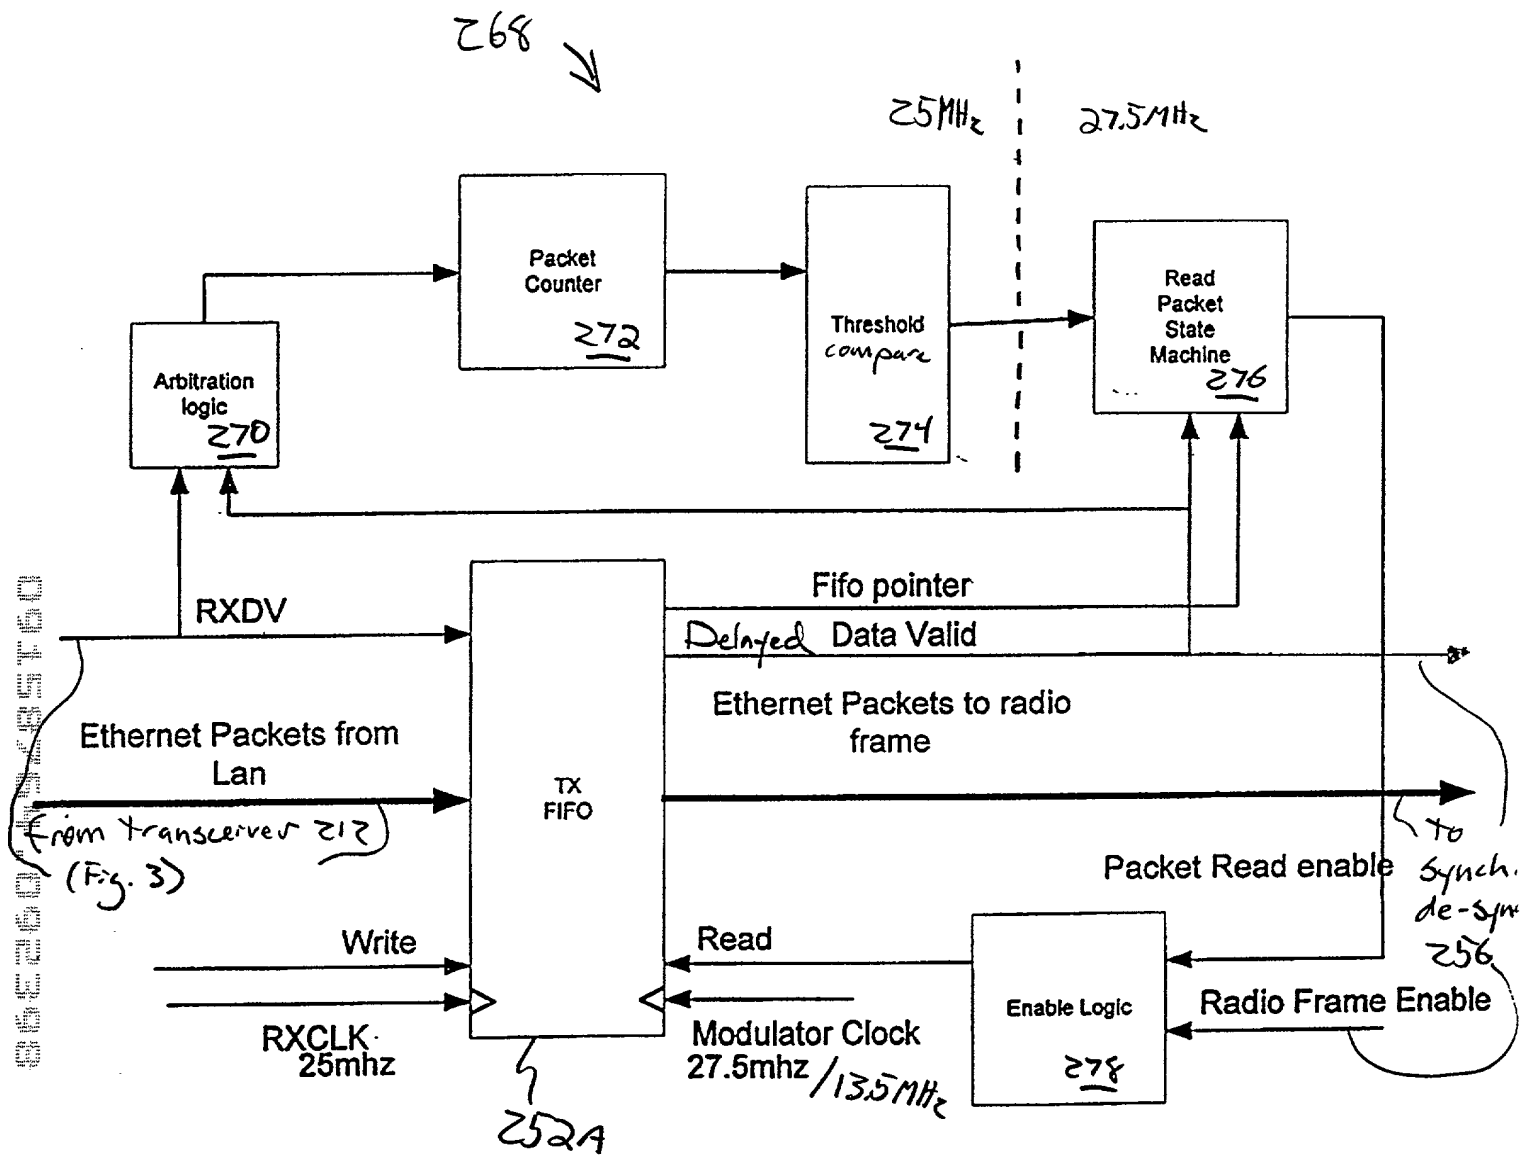 268
25MHz
27.5MHz
Packet
Counter
272
Threshold
compare
274
Read
Packet
State
Machine
276
Arbitration
logic
270
Fifo pointer
RXDV
Delayed Data Valid
Ethernet Packets to radio
frame
Ethernet Packets from
Lan
TX
FIFO
from transceiver 212
(Fig. 3)
to
synch.
de-syn
256
Packet Read enable
Write
Read
Enable Logic
278
Radio Frame Enable
RXCLK
25mhz
Modulator Clock
27.5mhz/13.5MHz
252A